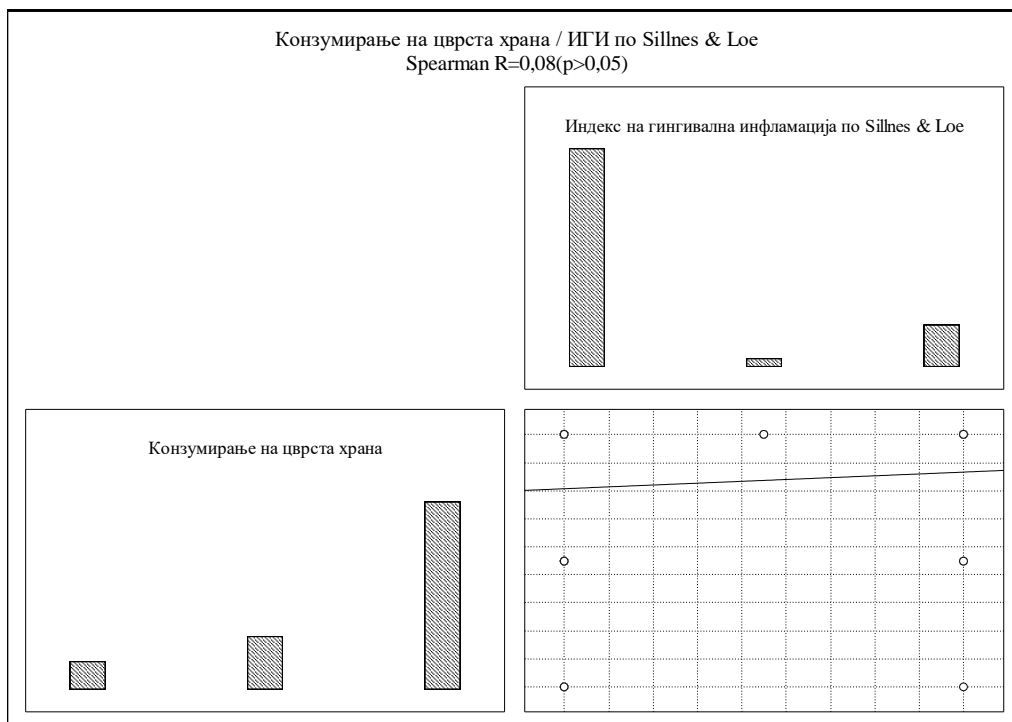 Конзумирање на цврста храна / ИГИ по Sillnes & Loe
Spearman R=0,08(p>0,05)
Индекс на гингивална инфламација по Sillnes & Loe
Конзумирање на цврста храна